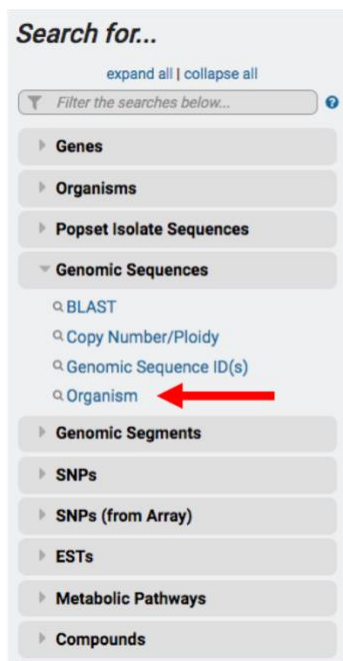 Search for...
expand all | collapse all
Filter the searches below...
Genes
Organisms
Popset Isolate Sequences
Genomic Sequences
BLAST
Copy Number/Ploidy
Genomic Sequence ID(s)
Organism
Genomic Segments
SNPs
SNPs (from Array)
ESTs
Metabolic Pathways
Compounds